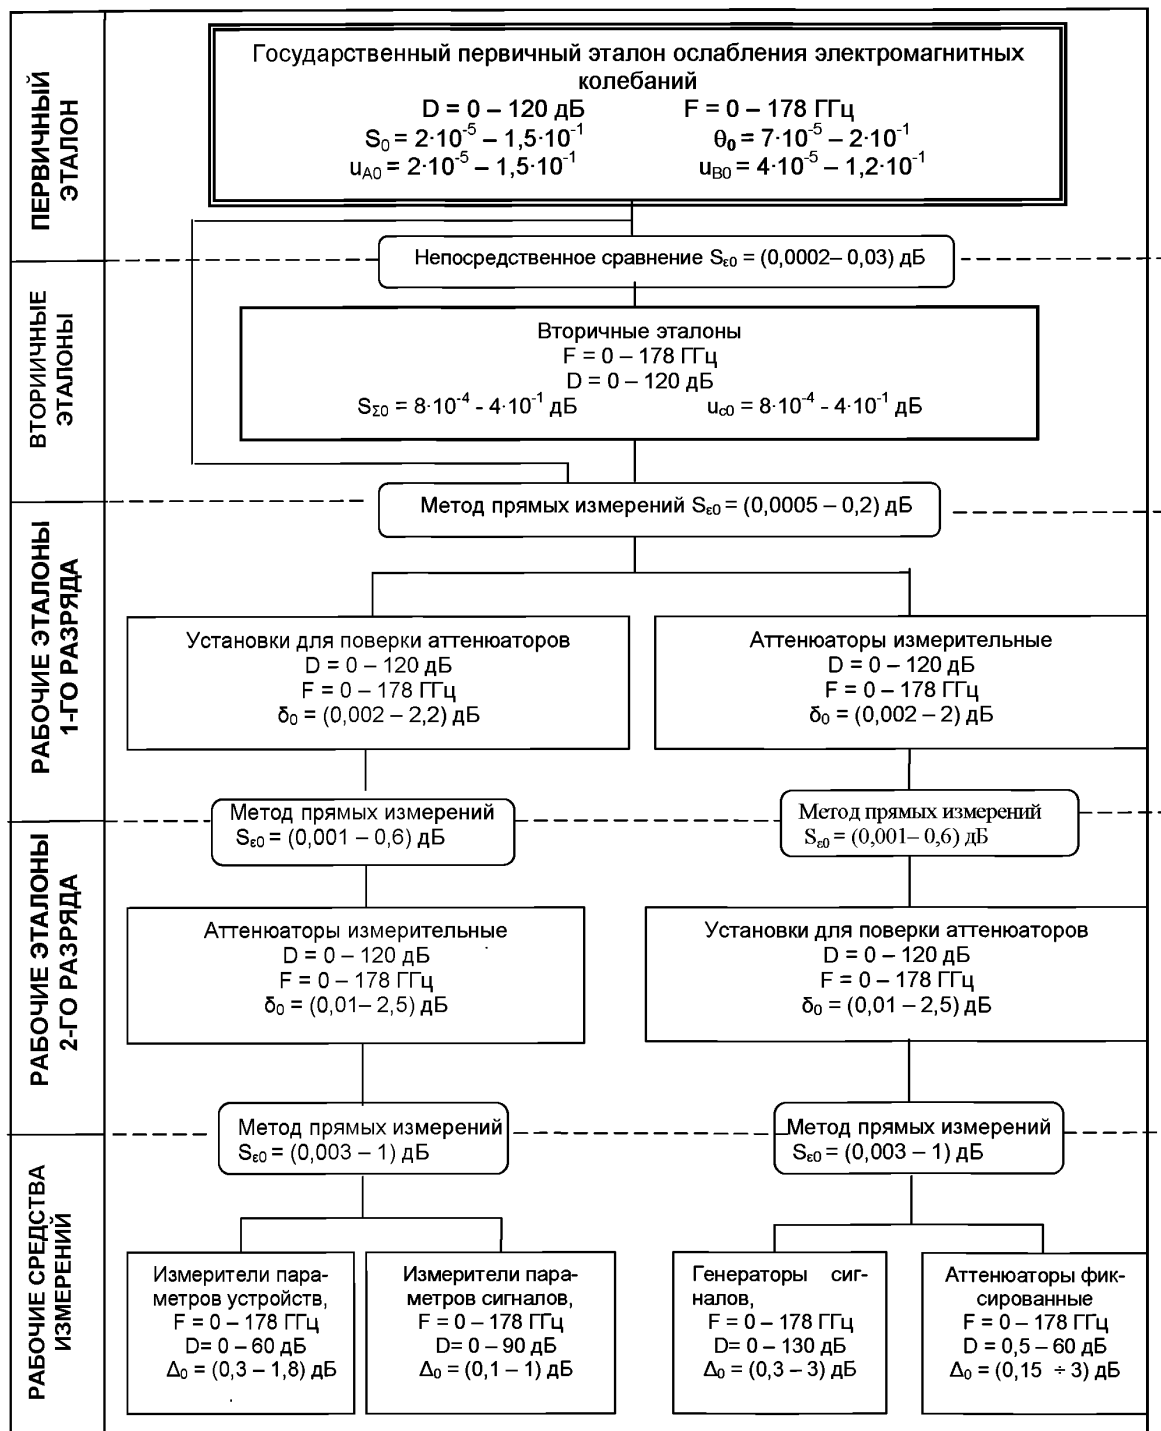 ПЕРВИЧНЫЙ
ЭТАЛОН
Государственный первичный эталон ослабления электромагнитных
колебаний
D = 0 – 120 дБ F = 0 – 178 ГГц
S₀ = 2·10⁻⁵ – 1,5·10⁻¹ θ₀ = 7·10⁻⁵ – 2·10⁻¹
u_A0 = 2·10⁻⁵ – 1,5·10⁻¹ u_B0 = 4·10⁻⁵ – 1,2·10⁻¹
Непосредственное сравнение S_ε0 = (0,0002– 0,03) дБ
ВТОРИИЧНЫЕ
ЭТАЛОНЫ
Вторичные эталоны
F = 0 – 178 ГГц
D = 0 – 120 дБ
S_Σ0 = 8·10⁻⁴ - 4·10⁻¹ дБ u_c0 = 8·10⁻⁴ - 4·10⁻¹ дБ
Метод прямых измерений S_ε0 = (0,0005 – 0,2) дБ
РАБОЧИЕ ЭТАЛОНЫ
1-ГО РАЗРЯДА
Установки для поверки аттенюаторов
D = 0 – 120 дБ
F = 0 – 178 ГГц
δ₀ = (0,002 – 2,2) дБ
Аттенюаторы измерительные
D = 0 – 120 дБ
F = 0 – 178 ГГц
δ₀ = (0,002 – 2) дБ
Метод прямых измерений
S_ε0 = (0,001 – 0,6) дБ
Метод прямых измерений
S_ε0 = (0,001– 0,6) дБ
РАБОЧИЕ ЭТАЛОНЫ
2-ГО РАЗРЯДА
Аттенюаторы измерительные
D = 0 – 120 дБ
F = 0 – 178 ГГц
δ₀ = (0,01– 2,5) дБ
Установки для поверки аттенюаторов
D = 0 – 120 дБ
F = 0 – 178 ГГц
δ₀ = (0,01 – 2,5) дБ
Метод прямых измерений
S_ε0 = (0,003 – 1) дБ
Метод прямых измерений
S_ε0 = (0,003 – 1) дБ
РАБОЧИЕ СРЕДСТВА
ИЗМЕРЕНИЙ
Измерители пара-
метров устройств,
F = 0 – 178 ГГц
D= 0 – 60 дБ
Δ₀ = (0,3 – 1,8) дБ
Измерители пара-
метров сигналов,
F = 0 – 178 ГГц
D= 0 – 90 дБ
Δ₀ = (0,1 – 1) дБ
Генераторы сиг-
налов,
F = 0 – 178 ГГц
D= 0 – 130 дБ
Δ₀ = (0,3 – 3) дБ
Аттенюаторы фик-
сированные
F = 0 – 178 ГГц
D = 0,5 – 60 дБ
Δ₀ = (0,15 ÷ 3) дБ